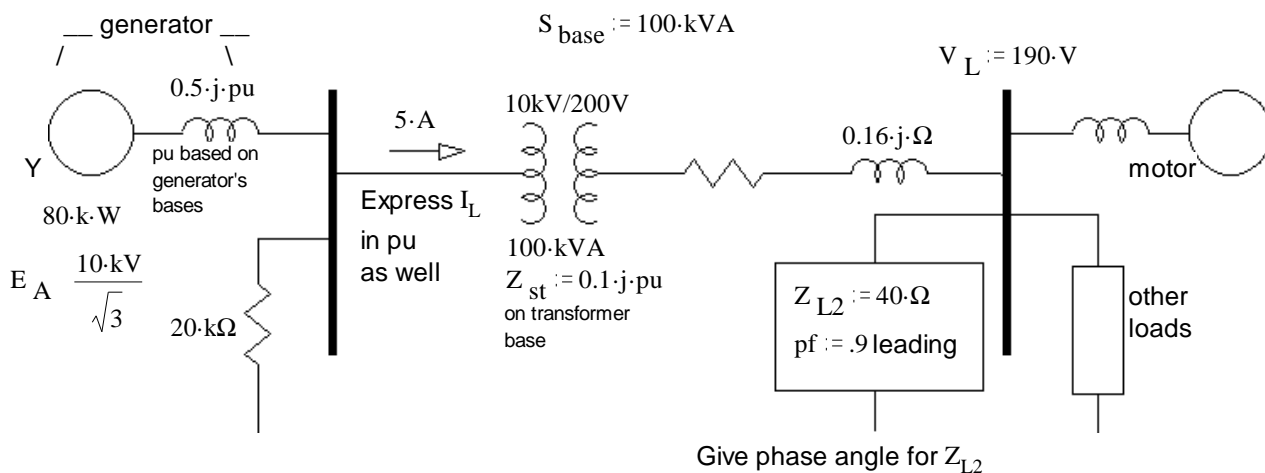 __ generator __
/ \
S base := 100·kVA
0.5·j·pu
pu based on
generator's
bases
Y
80·k·W
E A 10·kV
√3
20·kΩ
5·A
Express I L
in pu
as well
10kV/200V
100·kVA
Z st := 0.1·j·pu
on transformer
base
0.16·j·Ω
V L := 190·V
motor
Z L2 := 40·Ω
pf := .9 leading
other
loads
Give phase angle for Z L2